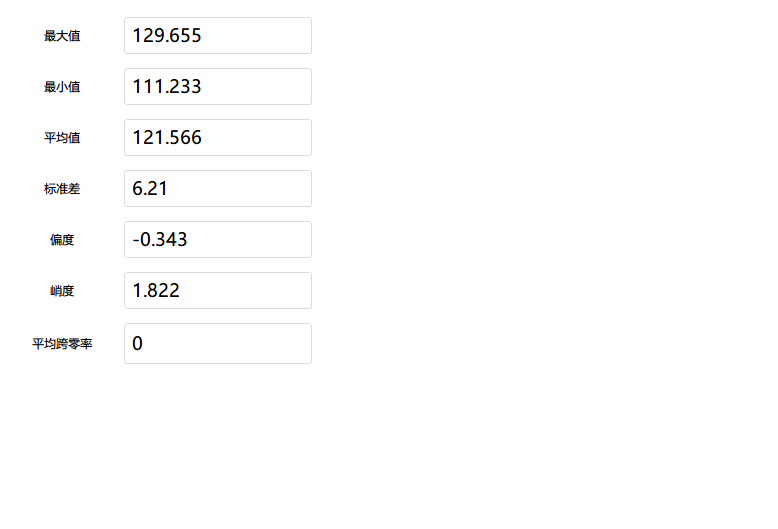 最大值 129.655
最小值 111.233
平均值 121.566
标准差 6.21
偏度 -0.343
峭度 1.822
平均跨零率 0